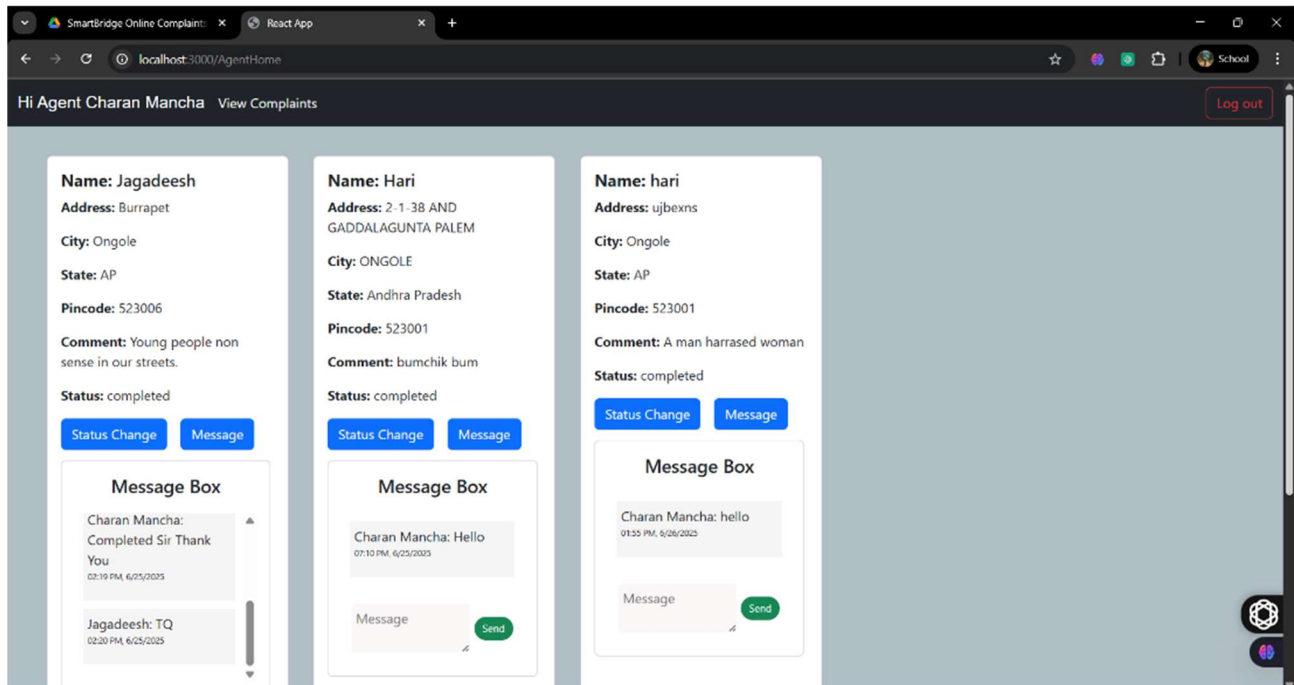 SmartBridge Online Complaint:
React App
localhost:3000/AgentHome
School
Hi Agent Charan Mancha View Complaints
Log out
Name: Jagadeesh
Address: Burrapet
City: Ongole
State: AP
Pincode: 523006
Comment: Young people non
sense in our streets.
Status: completed
Status Change
Message
Message Box
Charan Mancha:
Completed Sir Thank
You
02:19 PM, 6/25/2025
Jagadeesh: TQ
02:20 PM, 6/25/2025
Name: Hari
Address: 2-1-38 AND
GADDALAGUNTA PALEM
City: ONGOLE
State: Andhra Pradesh
Pincode: 523001
Comment: bumchik bum
Status: completed
Status Change
Message
Message Box
Charan Mancha: Hello
07:10 PM, 6/25/2025
Message
Send
Name: hari
Address: ujbexns
City: Ongole
State: AP
Pincode: 523001
Comment: A man harrased woman
Status: completed
Status Change
Message
Message Box
Charan Mancha: hello
01:55 PM, 6/26/2025
Message
Send